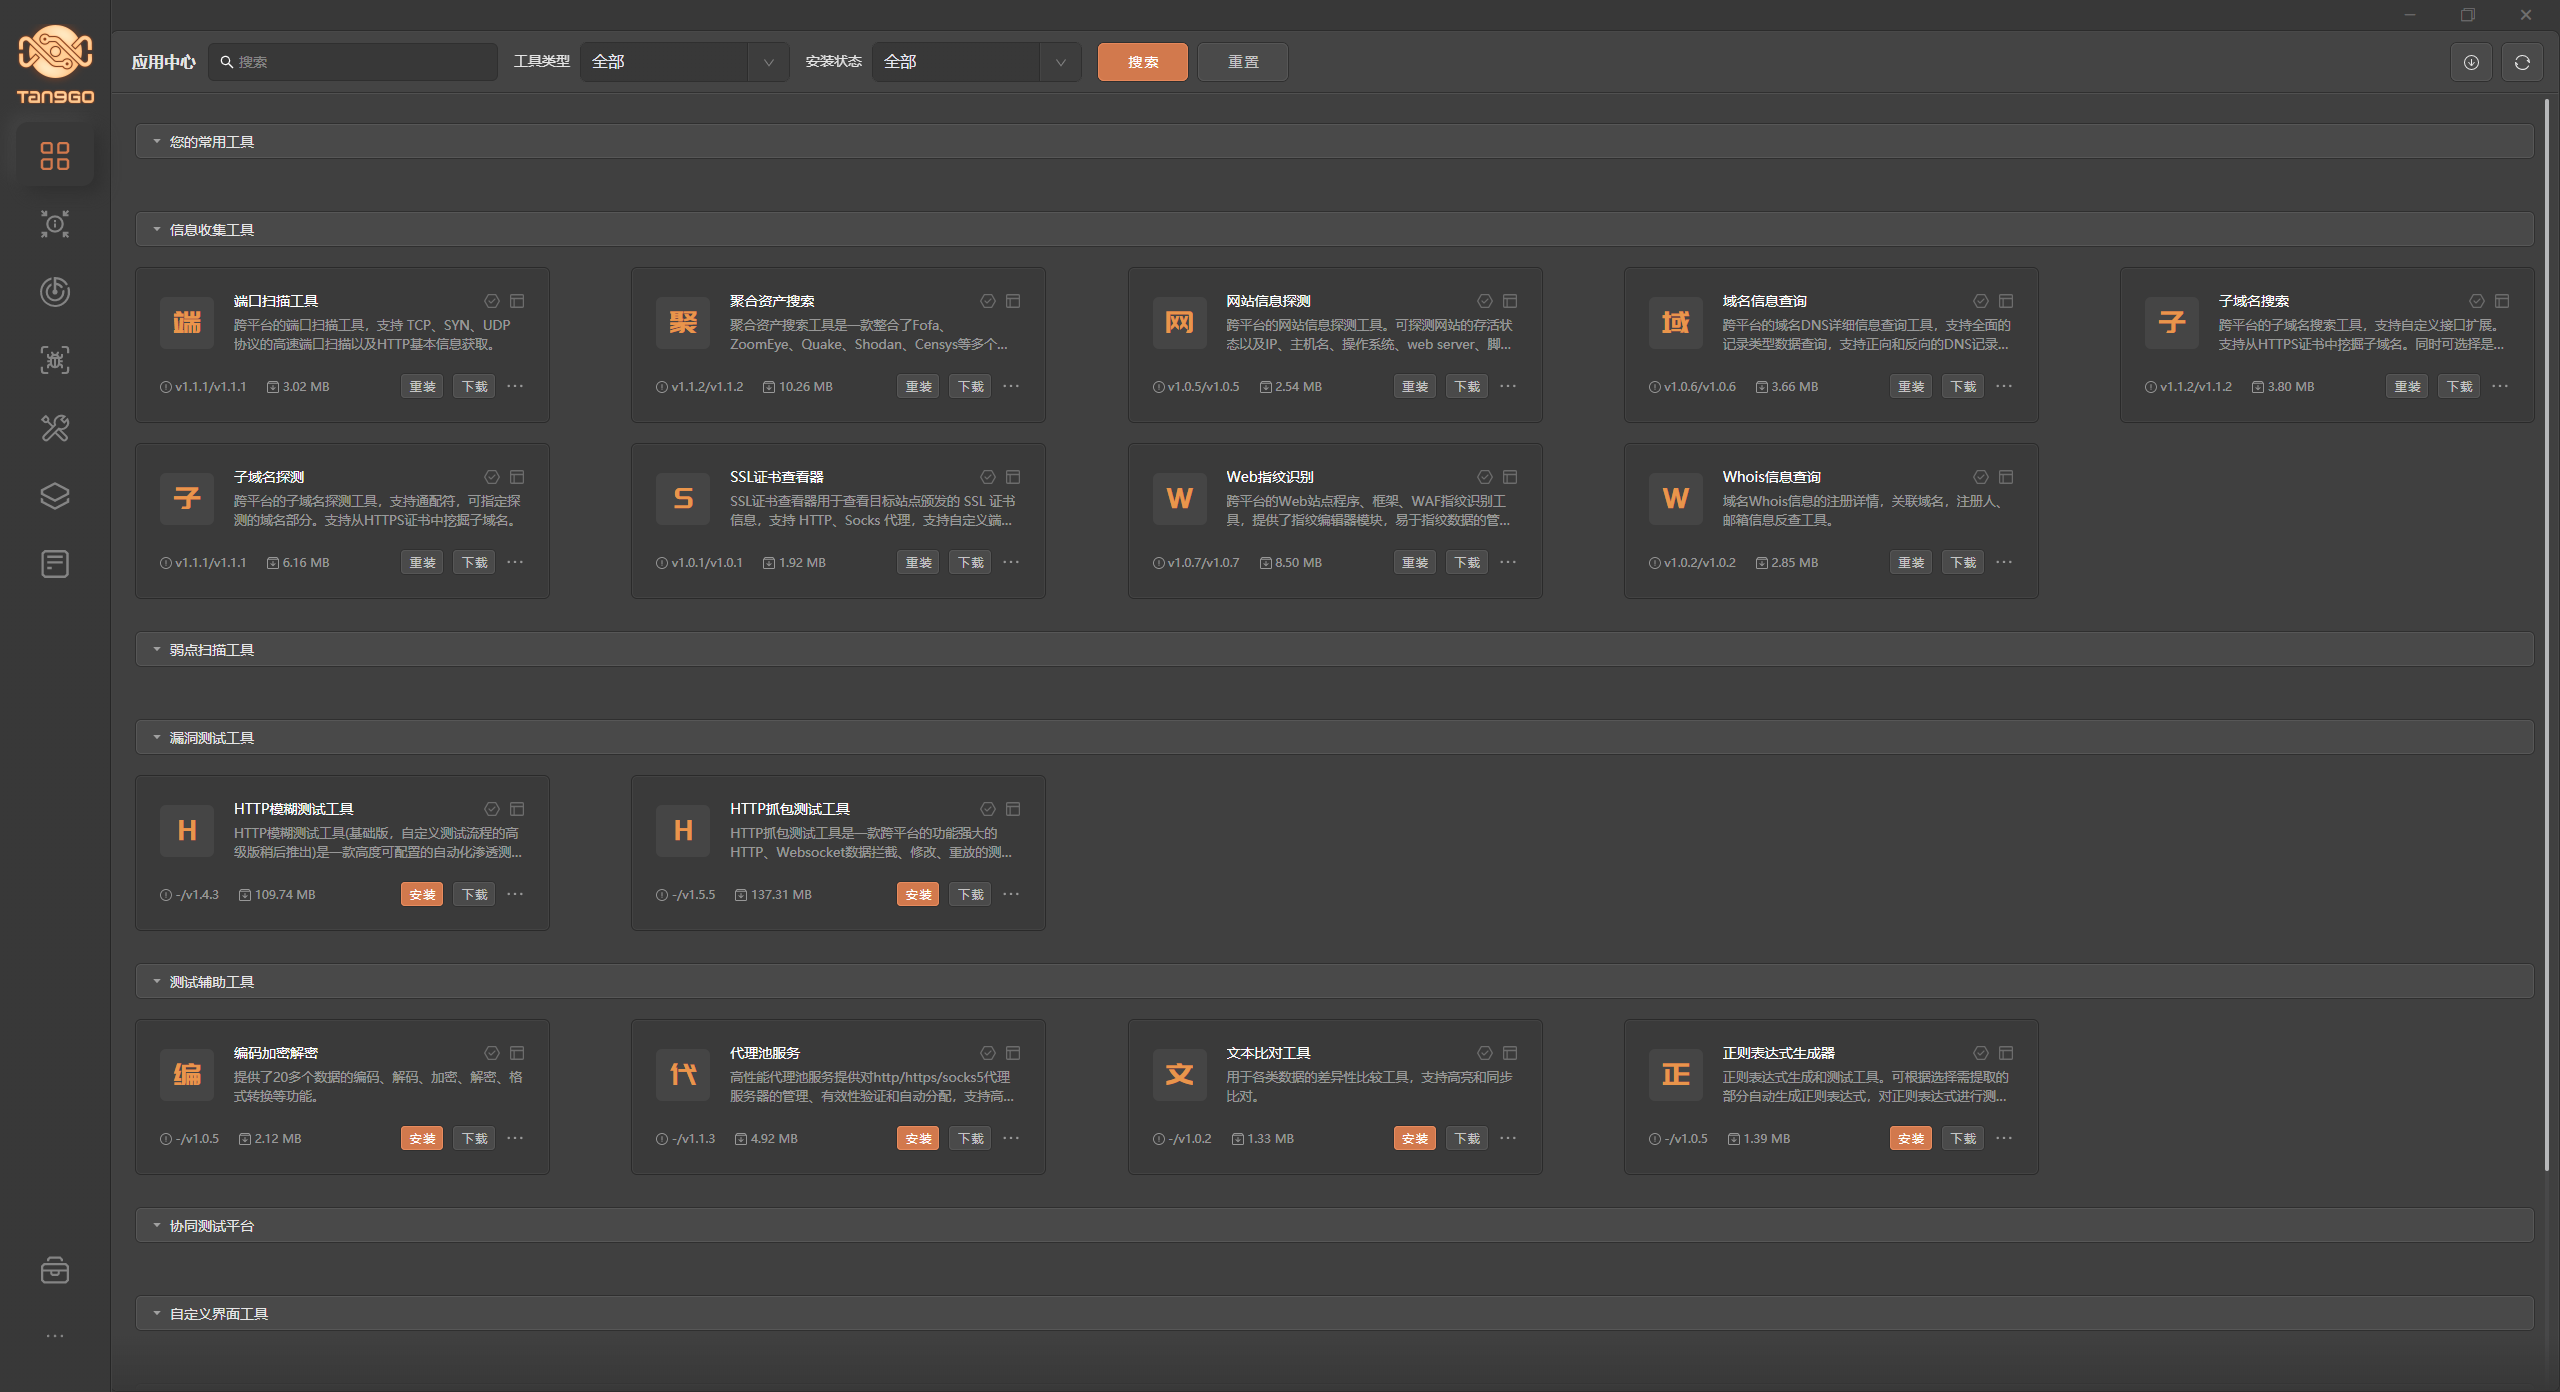 TANGGO
应用中心
搜索
工具类型
全部
安装状态
全部
搜索
重置
您的常用工具
信息收集工具
端
端口扫描工具
跨平台的端口扫描工具，支持 TCP、SYN、UDP
协议的高速端口扫描以及HTTP基本信息获取。
v1.1.1/v1.1.1
3.02 MB
重装
下载
聚
聚合资产搜索
聚合资产搜索工具是一款整合了Fofa、
ZoomEye、Quake、Shodan、Censys等多个...
v1.1.2/v1.1.2
10.26 MB
重装
下载
网
网站信息探测
跨平台的网站信息探测工具。可探测网站的存活状
态以及IP、主机名、操作系统、web server、脚...
v1.0.5/v1.0.5
2.54 MB
重装
下载
域
域名信息查询
跨平台的域名DNS详细信息查询工具，支持全面的
记录类型数据查询，支持正向和反向的DNS记录...
v1.0.6/v1.0.6
3.66 MB
重装
下载
子
子域名搜索
跨平台的子域名搜索工具，支持自定义接口扩展。
支持从HTTPS证书中挖掘子域名。同时可选择是...
v1.1.2/v1.1.2
3.80 MB
重装
下载
子
子域名探测
跨平台的子域名探测工具，支持通配符，可指定探
测的域名部分。支持从HTTPS证书中挖掘子域名。
v1.1.1/v1.1.1
6.16 MB
重装
下载
S
SSL证书查看器
SSL证书查看器用于查看目标站点颁发的 SSL 证书
信息，支持 HTTP、Socks 代理，支持自定义端...
v1.0.1/v1.0.1
1.92 MB
重装
下载
W
Web指纹识别
跨平台的Web站点程序、框架、WAF指纹识别工
具，提供了指纹编辑器模块，易于指纹数据的管...
v1.0.7/v1.0.7
8.50 MB
重装
下载
W
Whois信息查询
域名Whois信息的注册详情，关联域名，注册人、
邮箱信息反查工具。
v1.0.2/v1.0.2
2.85 MB
重装
下载
弱点扫描工具
漏洞测试工具
H
HTTP模糊测试工具
HTTP模糊测试工具(基础版，自定义测试流程的高
级版稍后推出)是一款高度可配置的自动化渗透测...
-/v1.4.3
109.74 MB
安装
下载
H
HTTP抓包测试工具
HTTP抓包测试工具是一款跨平台的功能强大的
HTTP、Websocket数据拦截、修改、重放的测...
-/v1.5.5
137.31 MB
安装
下载
测试辅助工具
编
编码加密解密
提供了20多个数据的编码、解码、加密、解密、格
式转换等功能。
-/v1.0.5
2.12 MB
安装
下载
代
代理池服务
高性能代理池服务提供对http/https/socks5代理
服务器的管理、有效性验证和自动分配，支持高...
-/v1.1.3
4.92 MB
安装
下载
文
文本比对工具
用于各类数据的差异性比较工具，支持高亮和同步
比对。
-/v1.0.2
1.33 MB
安装
下载
正
正则表达式生成器
正则表达式生成和测试工具。可根据选择需提取的
部分自动生成正则表达式，对正则表达式进行测...
-/v1.0.5
1.39 MB
安装
下载
协同测试平台
自定义界面工具